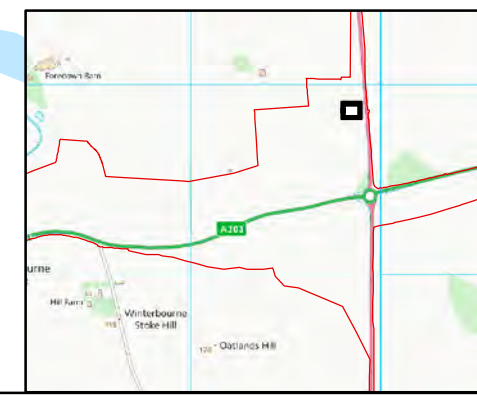 Foredown Barn
A303
urne
Hill Farm
Winterbourne
Stoke Hill
Oatlands Hill